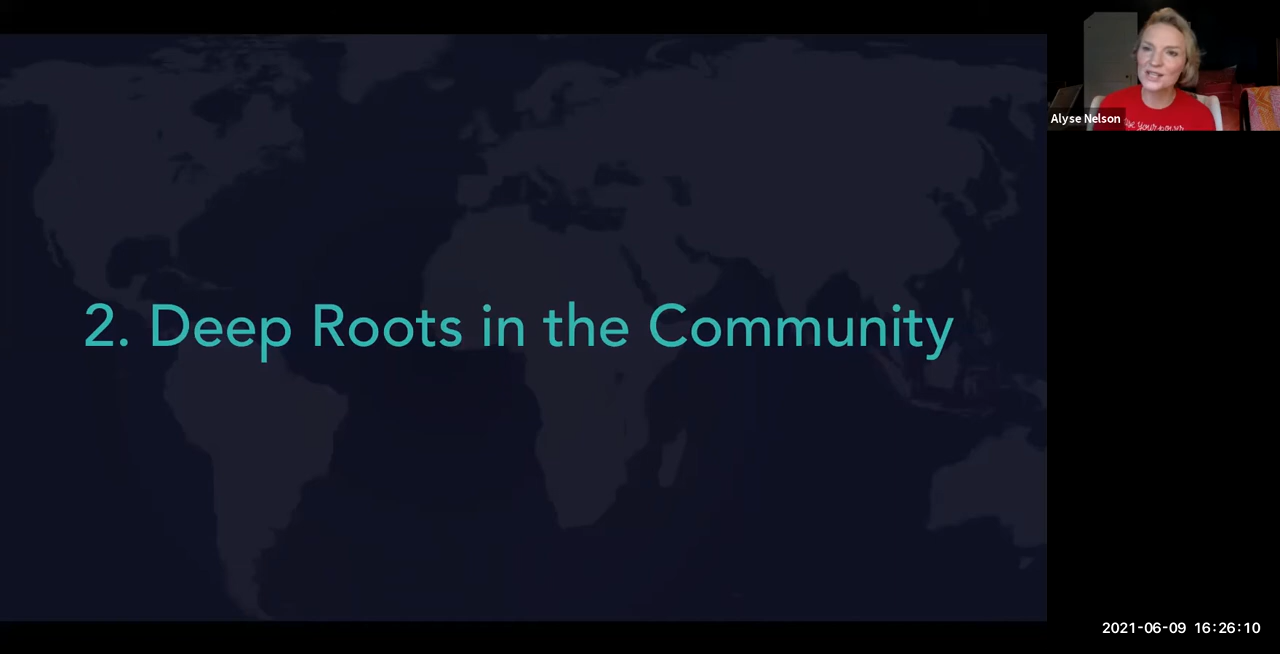 2. Deep Roots in the Community
Alyse Nelson
2021-06-09 16:26:10